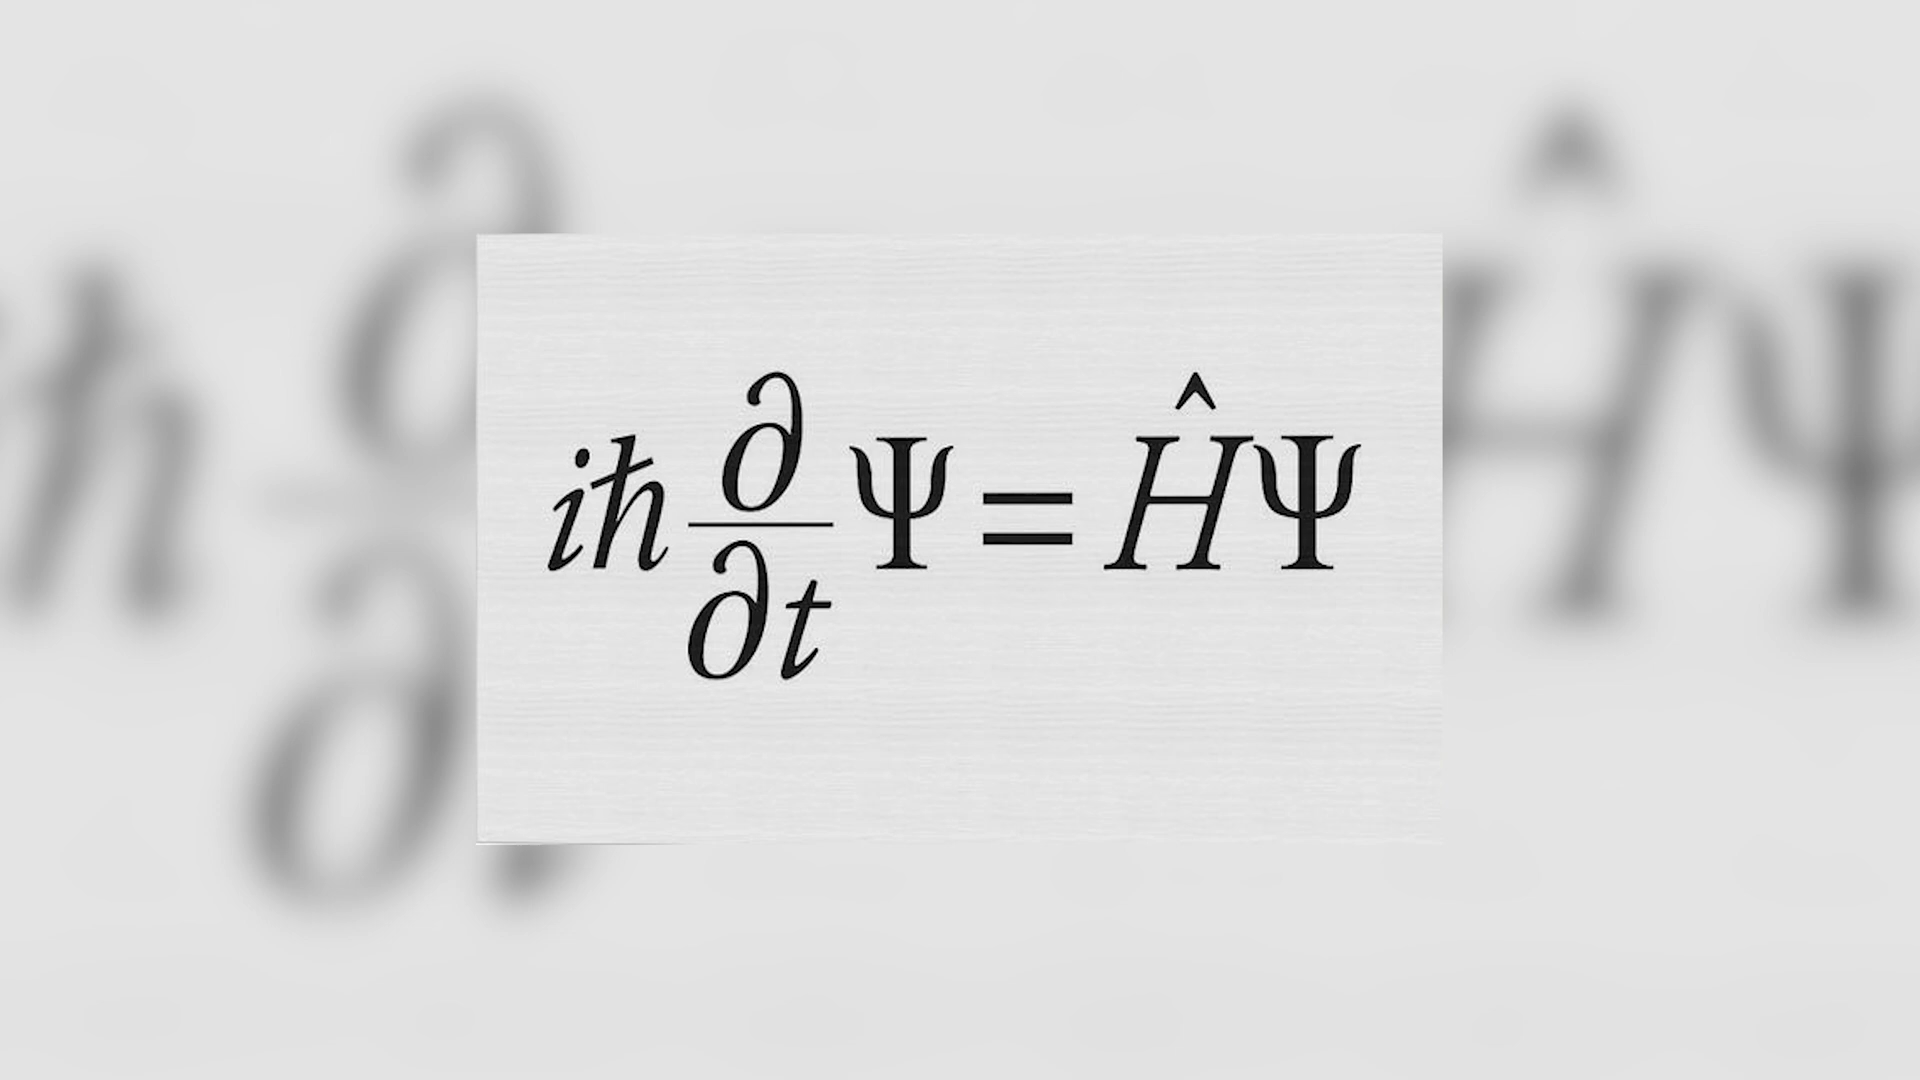 iħ ∂/∂t Ψ = ĤΨ